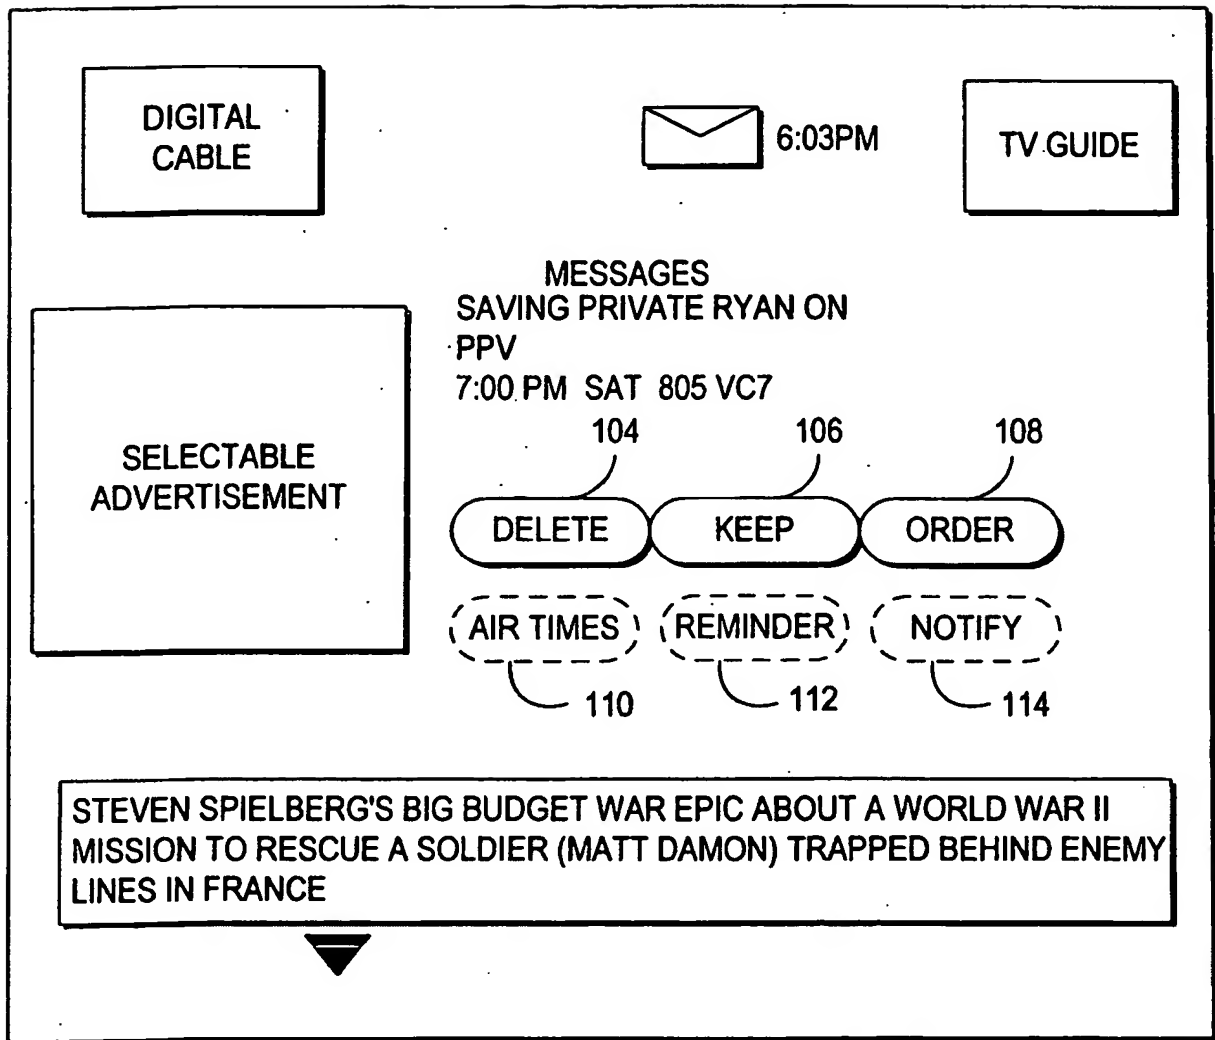 DIGITAL
CABLE
6:03PM
TV GUIDE
MESSAGES
SAVING PRIVATE RYAN ON
PPV
7:00 PM SAT 805 VC7
SELECTABLE
ADVERTISEMENT
104 106 108
DELETE KEEP ORDER
AIR TIMES REMINDER NOTIFY
110 112 114
STEVEN SPIELBERG'S BIG BUDGET WAR EPIC ABOUT A WORLD WAR II
MISSION TO RESCUE A SOLDIER (MATT DAMON) TRAPPED BEHIND ENEMY
LINES IN FRANCE